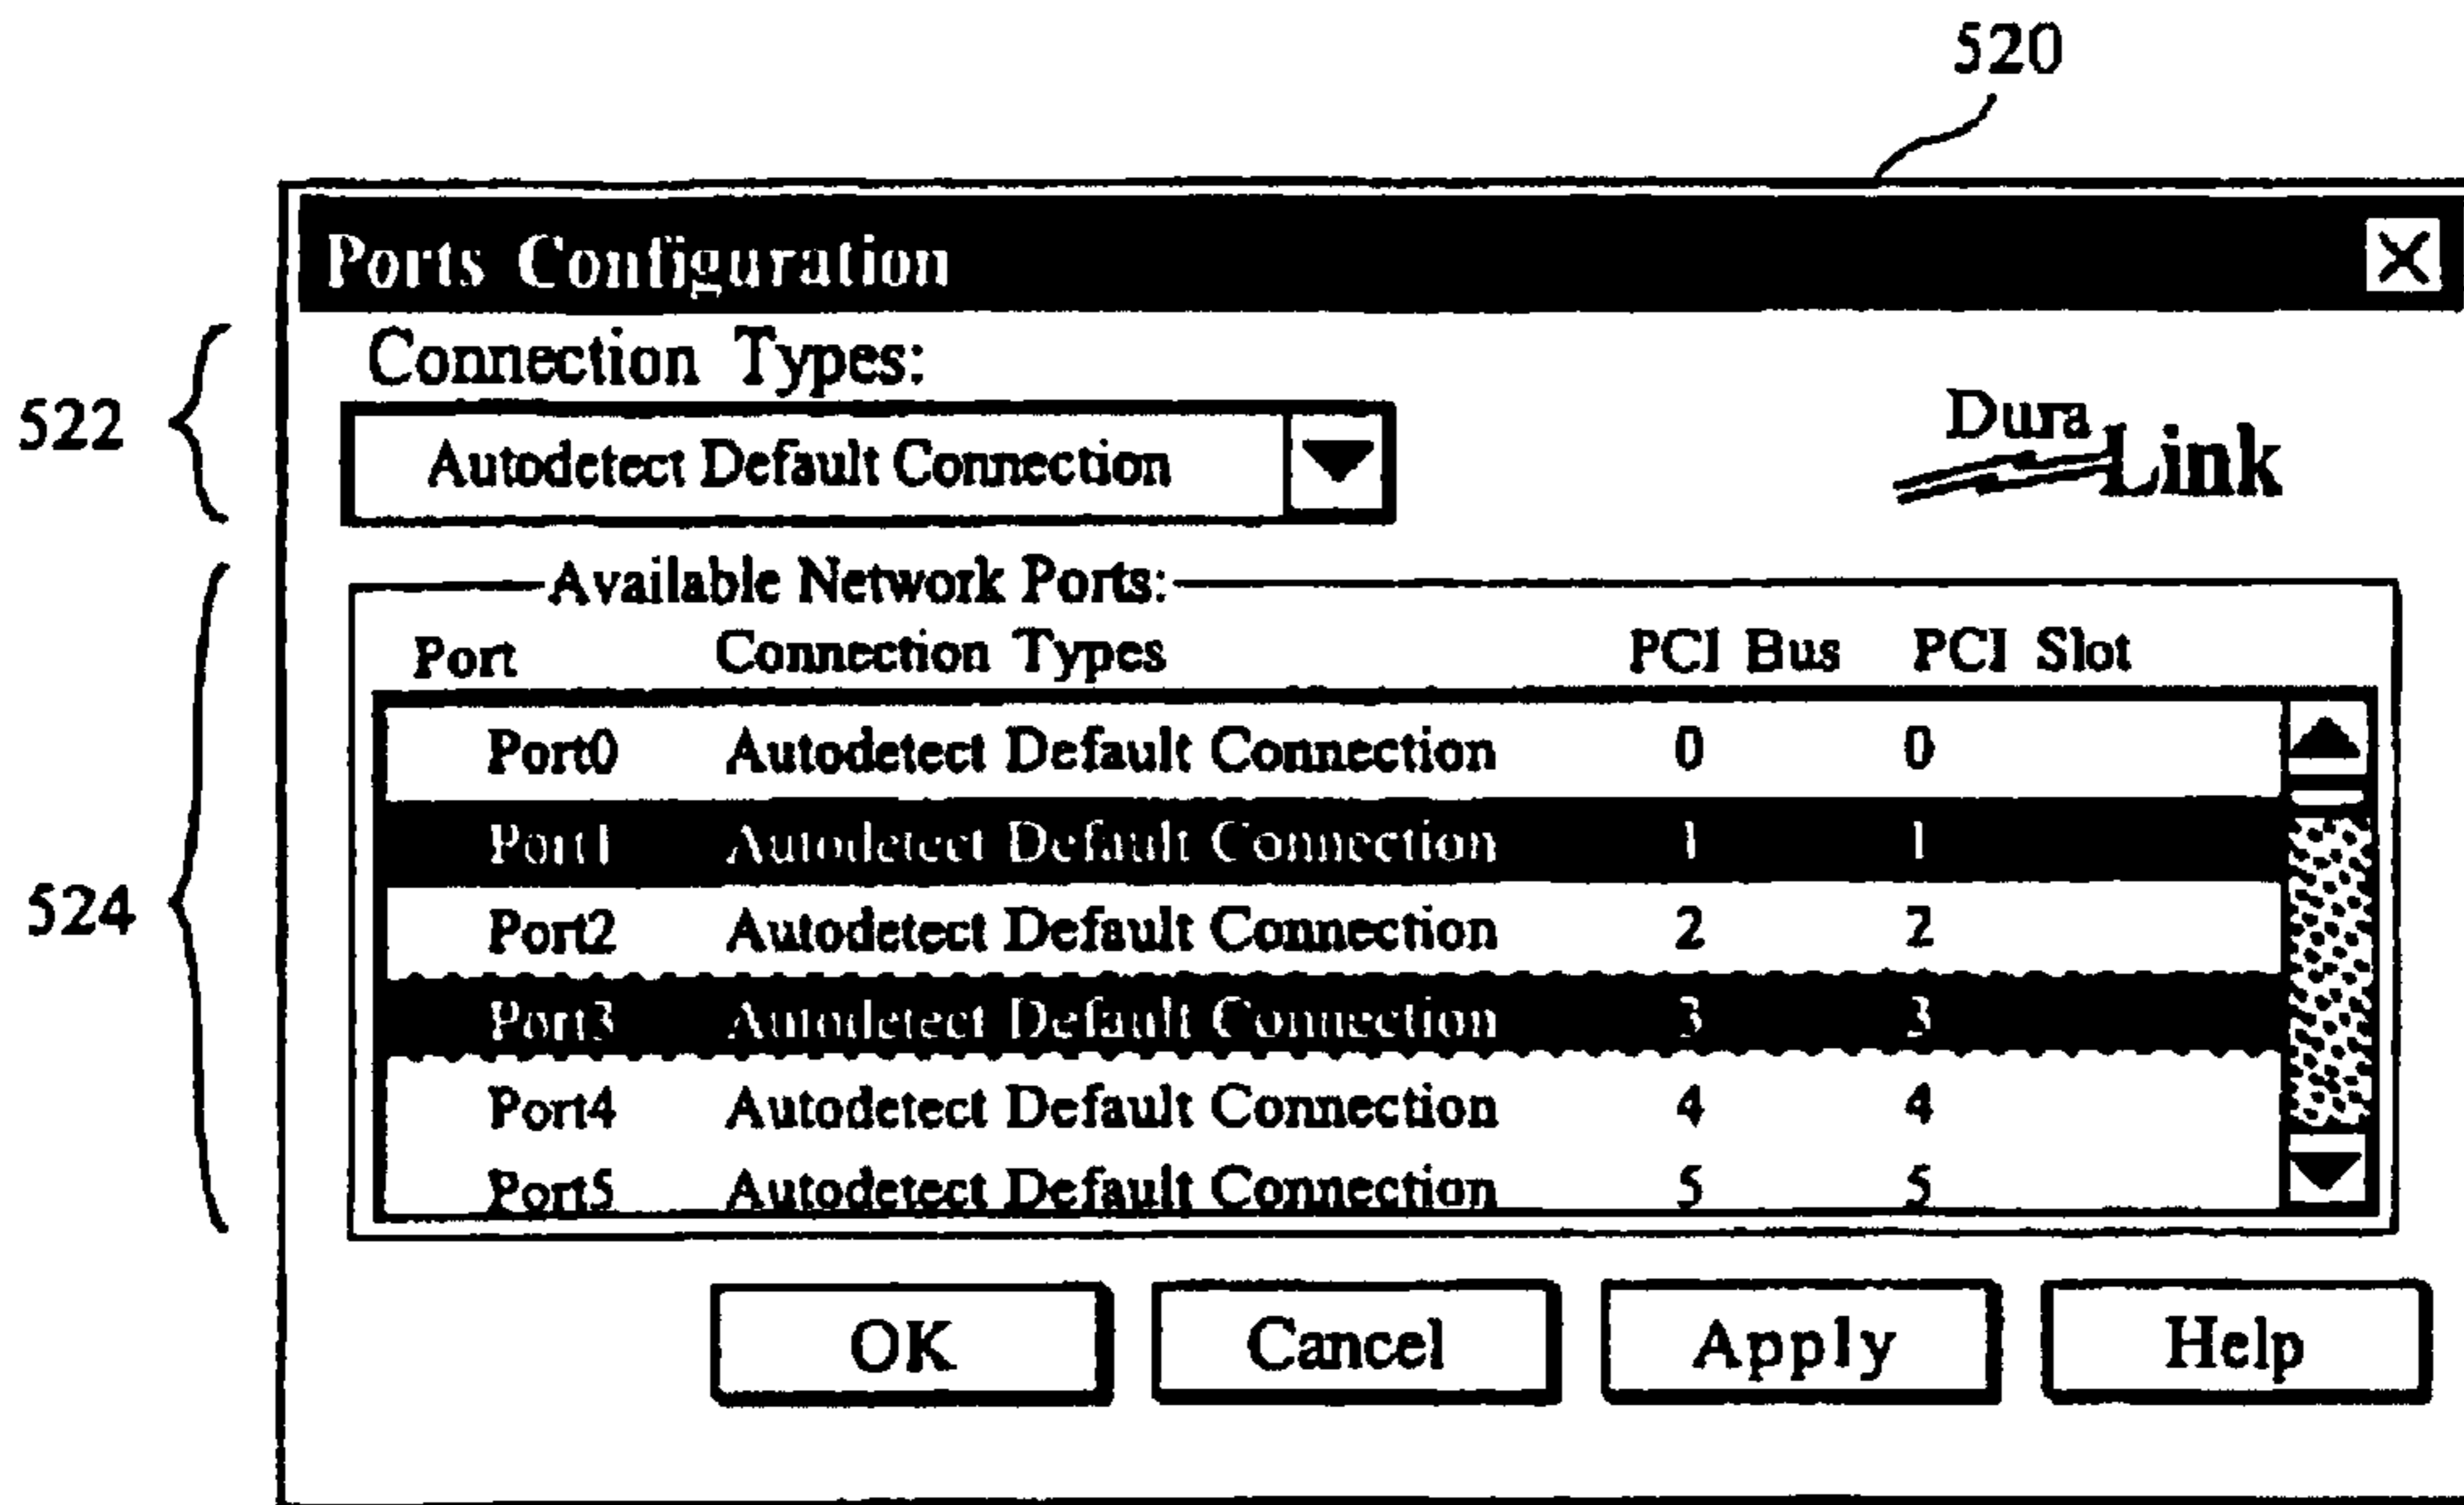 520
Ports Configuration
522
Connection Types:
Autodetect Default Connection
Dura
Link
524
Available Network Ports:
Port Connection Types PCI Bus PCI Slot
Port0 Autodetect Default Connection 0 0
Port1 Autodetect Default Connection 1 1
Port2 Autodetect Default Connection 2 2
Port3 Autodetect Default Connection 3 3
Port4 Autodetect Default Connection 4 4
Port5 Autodetect Default Connection 5 5
OK Cancel Apply Help